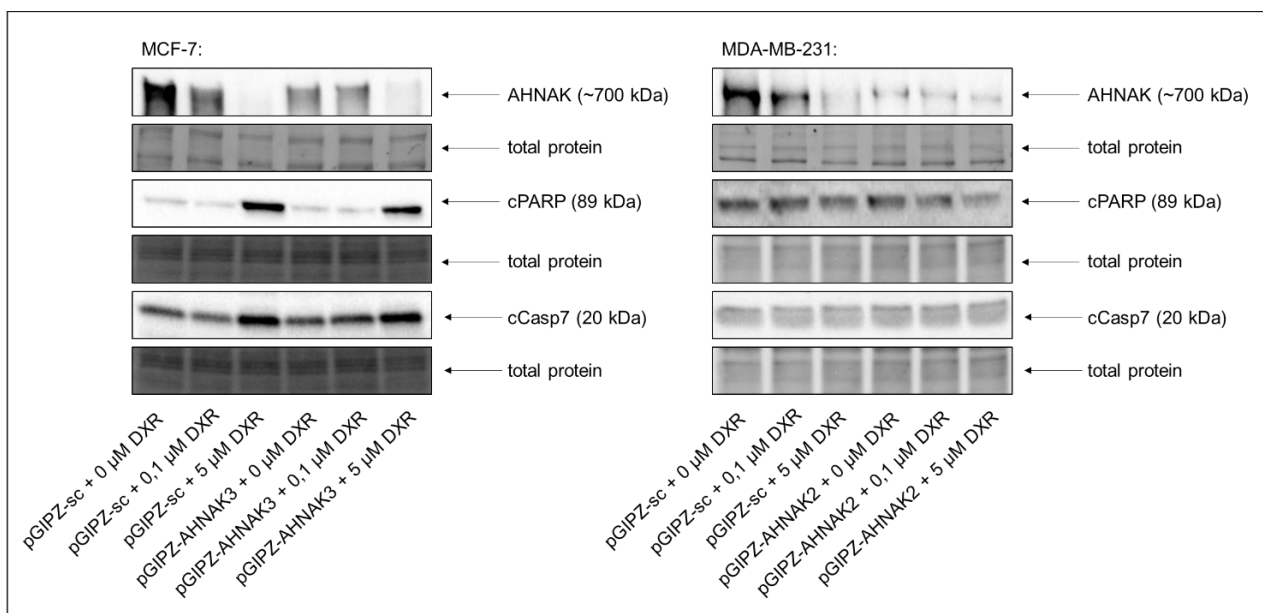 MCF-7:
AHNAK (~700 kDa)
total protein
cPARP (89 kDa)
total protein
cCasp7 (20 kDa)
total protein
pGIPZ-sc + 0 µM DXR
pGIPZ-sc + 0,1 µM DXR
pGIPZ-sc + 5 µM DXR
pGIPZ-AHNAK3 + 0 µM DXR
pGIPZ-AHNAK3 + 0,1 µM DXR
pGIPZ-AHNAK3 + 5 µM DXR
MDA-MB-231:
AHNAK (~700 kDa)
total protein
cPARP (89 kDa)
total protein
cCasp7 (20 kDa)
total protein
pGIPZ-sc + 0 µM DXR
pGIPZ-sc + 0,1 µM DXR
pGIPZ-sc + 5 µM DXR
pGIPZ-AHNAK2 + 0 µM DXR
pGIPZ-AHNAK2 + 0,1 µM DXR
pGIPZ-AHNAK2 + 5 µM DXR